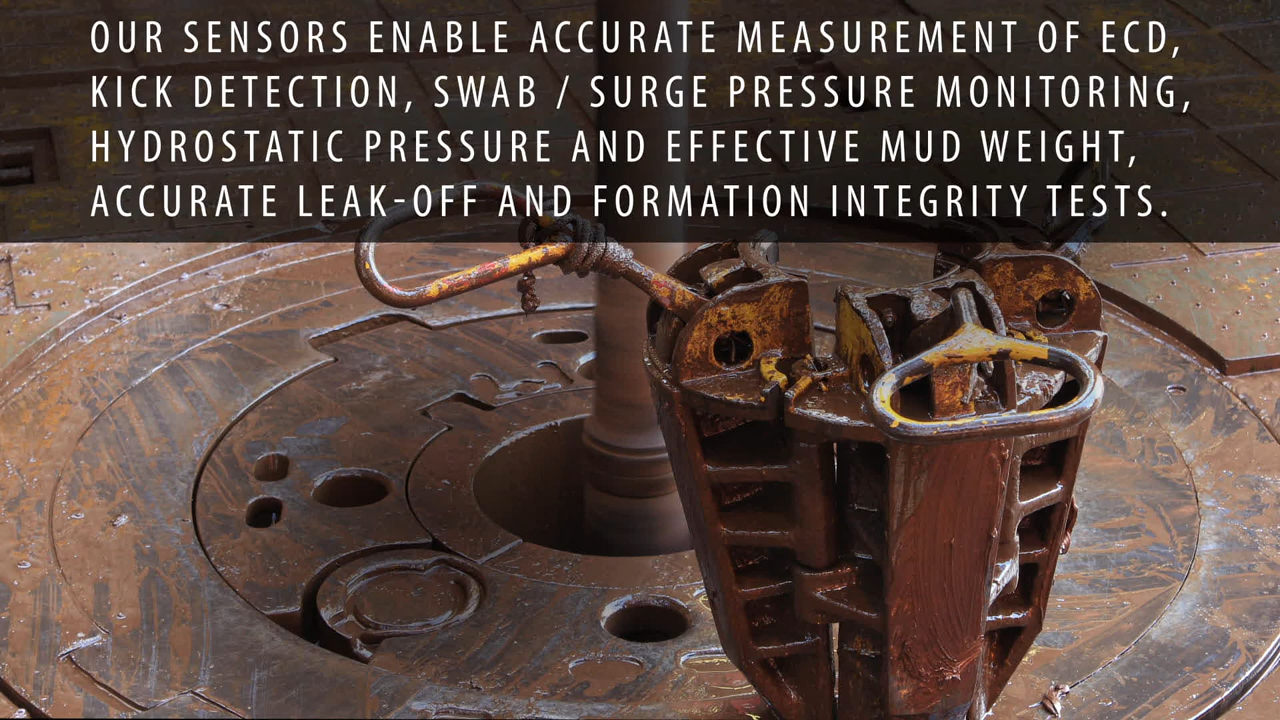 OUR SENSORS ENABLE ACCURATE MEASUREMENT OF ECD,
KICK DETECTION, SWAB / SURGE PRESSURE MONITORING,
HYDROSTATIC PRESSURE AND EFFECTIVE MUD WEIGHT,
ACCURATE LEAK-OFF AND FORMATION INTEGRITY TESTS.